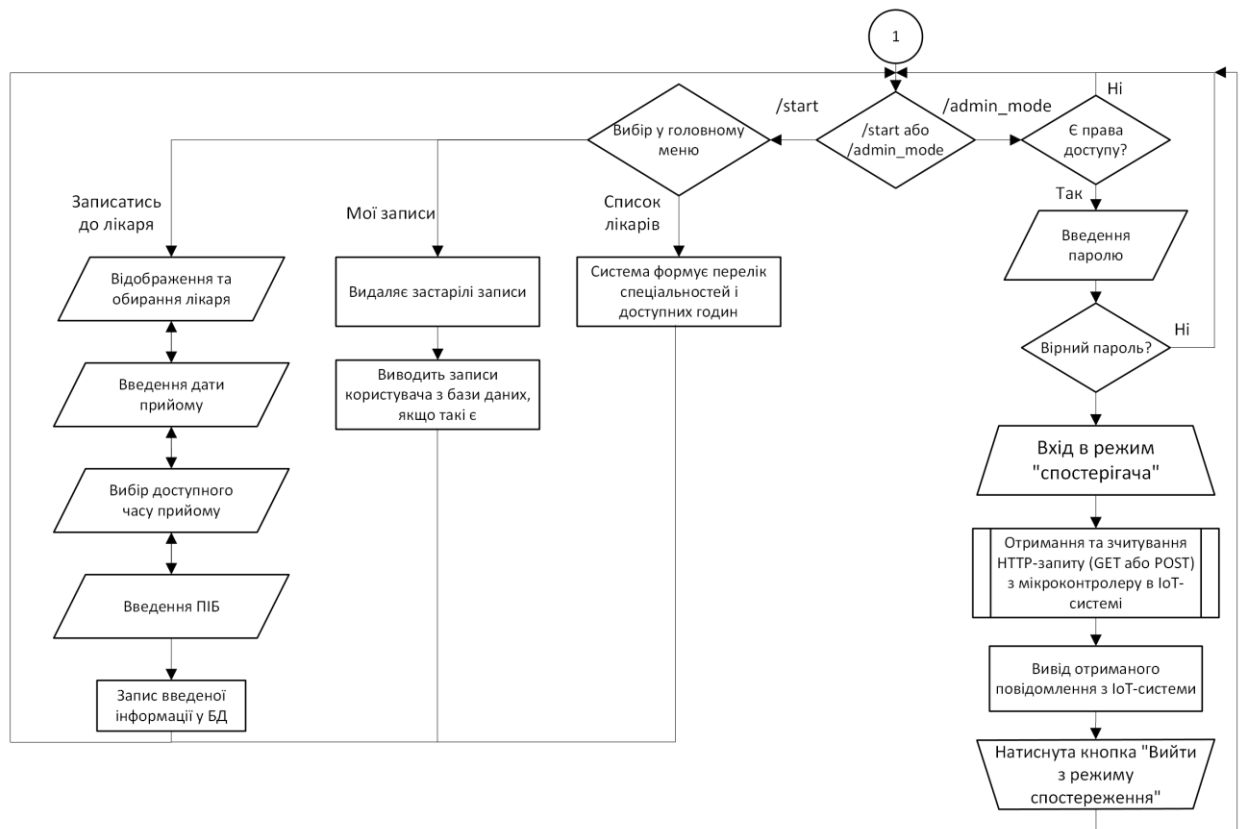 1
/start
/admin_mode
Ні
Вибір у головному
меню
/start або
/admin_mode
Є права
доступу?
Записатись
до лікаря
Мої записи
Список
лікарів
Так
Відображення та
обирання лікаря
Видаляє застарілі записи
Система формує перелік
спеціальностей і
доступних годин
Введення
паролю
Ні
Вірний пароль?
Введення дати
прийому
Виводить записи
користувача з бази даних,
якщо такі є
Вхід в режим
"спостерігача"
Вибір доступного
часу прийому
Отримання та зчитування
HTTP-запиту (GET або POST)
з мікроконтролеру в IoT-
системі
Введення ПІБ
Вивід отриманого
повідомлення з IoT-системи
Запис введеної
інформації у БД
Натиснута кнопка "Вийти
з режиму
спостереження"